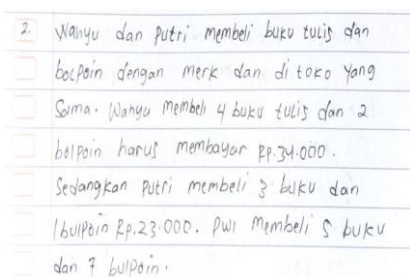 2. Wahyu dan putri membeli buku tulis dan
bolpoin dengan merk dan di toko yang
Sama. Wahyu membeli 4 buku tulis dan 2
bolpoin harus membayar Rp.34.000.
Sedangkan putri membeli 3 buku dan
1 bulpoin Rp.23.000. Dwi membeli 5 buku
dan 7 bulpoin.